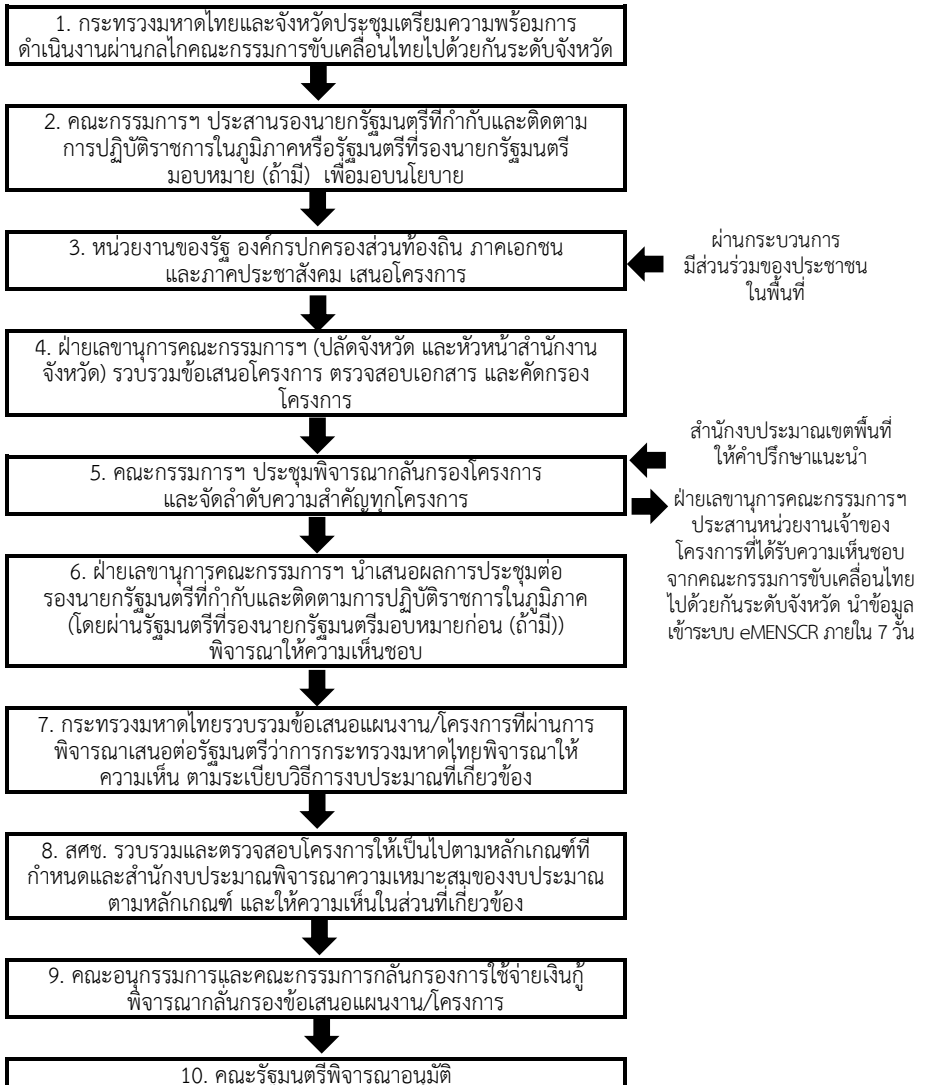 1. กระทรวงมหาดไทยและจังหวัดประชุมเตรียมความพร้อมการ
ดำเนินงานผ่านกลไกคณะกรรมการขับเคลื่อนไทยไปด้วยกันระดับจังหวัด
2. คณะกรรมการฯ ประสานรองนายกรัฐมนตรีที่กำกับและติดตาม
การปฏิบัติราชการในภูมิภาคหรือรัฐมนตรีที่รองนายกรัฐมนตรี
มอบหมาย (ถ้ามี) เพื่อมอบนโยบาย
3. หน่วยงานของรัฐ องค์กรปกครองส่วนท้องถิ่น ภาคเอกชน
และภาคประชาสังคม เสนอโครงการ
ผ่านกระบวนการ
มีส่วนร่วมของประชาชน
ในพื้นที่
4. ฝ่ายเลขานุการคณะกรรมการฯ (ปลัดจังหวัด และหัวหน้าสำนักงาน
จังหวัด) รวบรวมข้อเสนอโครงการ ตรวจสอบเอกสาร และคัดกรอง
โครงการ
สำนักงบประมาณเขตพื้นที่
ให้คำปรึกษาแนะนำ
5. คณะกรรมการฯ ประชุมพิจารณากลั่นกรองโครงการ
และจัดลำดับความสำคัญทุกโครงการ
ฝ่ายเลขานุการคณะกรรมการฯ
ประสานหน่วยงานเจ้าของ
โครงการที่ได้รับความเห็นชอบ
จากคณะกรรมการขับเคลื่อนไทย
ไปด้วยกันระดับจังหวัด นำข้อมูล
เข้าระบบ eMENSCR ภายใน 7 วัน
6. ฝ่ายเลขานุการคณะกรรมการฯ นำเสนอผลการประชุมต่อ
รองนายกรัฐมนตรีที่กำกับและติดตามการปฏิบัติราชการในภูมิภาค
(โดยผ่านรัฐมนตรีที่รองนายกรัฐมนตรีมอบหมายก่อน (ถ้ามี))
พิจารณาให้ความเห็นชอบ
7. กระทรวงมหาดไทยรวบรวมข้อเสนอแผนงาน/โครงการที่ผ่านการ
พิจารณาเสนอต่อรัฐมนตรีว่าการกระทรวงมหาดไทยพิจารณาให้
ความเห็น ตามระเบียบวิธีการงบประมาณที่เกี่ยวข้อง
8. สศช. รวบรวมและตรวจสอบโครงการให้เป็นไปตามหลักเกณฑ์ที่
กำหนดและสำนักงบประมาณพิจารณาความเหมาะสมของงบประมาณ
ตามหลักเกณฑ์ และให้ความเห็นในส่วนที่เกี่ยวข้อง
9. คณะอนุกรรมการและคณะกรรมการกลั่นกรองการใช้จ่ายเงินกู้
พิจารณากลั่นกรองข้อเสนอแผนงาน/โครงการ
10. คณะรัฐมนตรีพิจารณาอนุมัติ